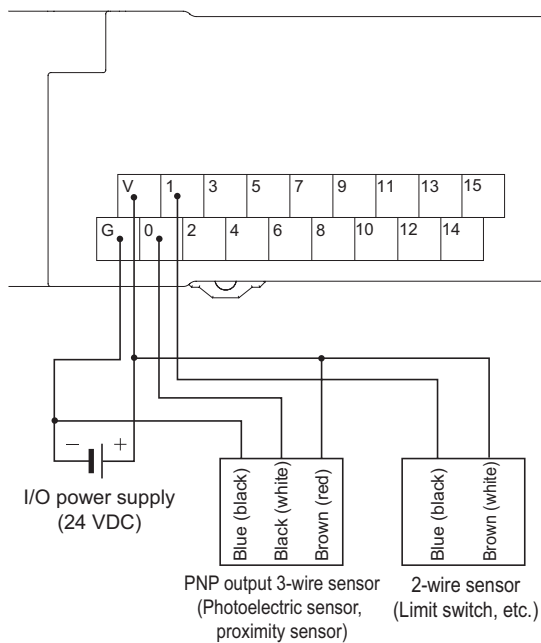 V 1 3 5 7 9 11 13 15
G 0 2 4 6 8 10 12 14
− +
I/O power supply
(24 VDC)
Blue (black)
Black (white)
Brown (red)
Blue (black)
Brown (white)
PNP output 3-wire sensor
(Photoelectric sensor,
proximity sensor)
2-wire sensor
(Limit switch, etc.)